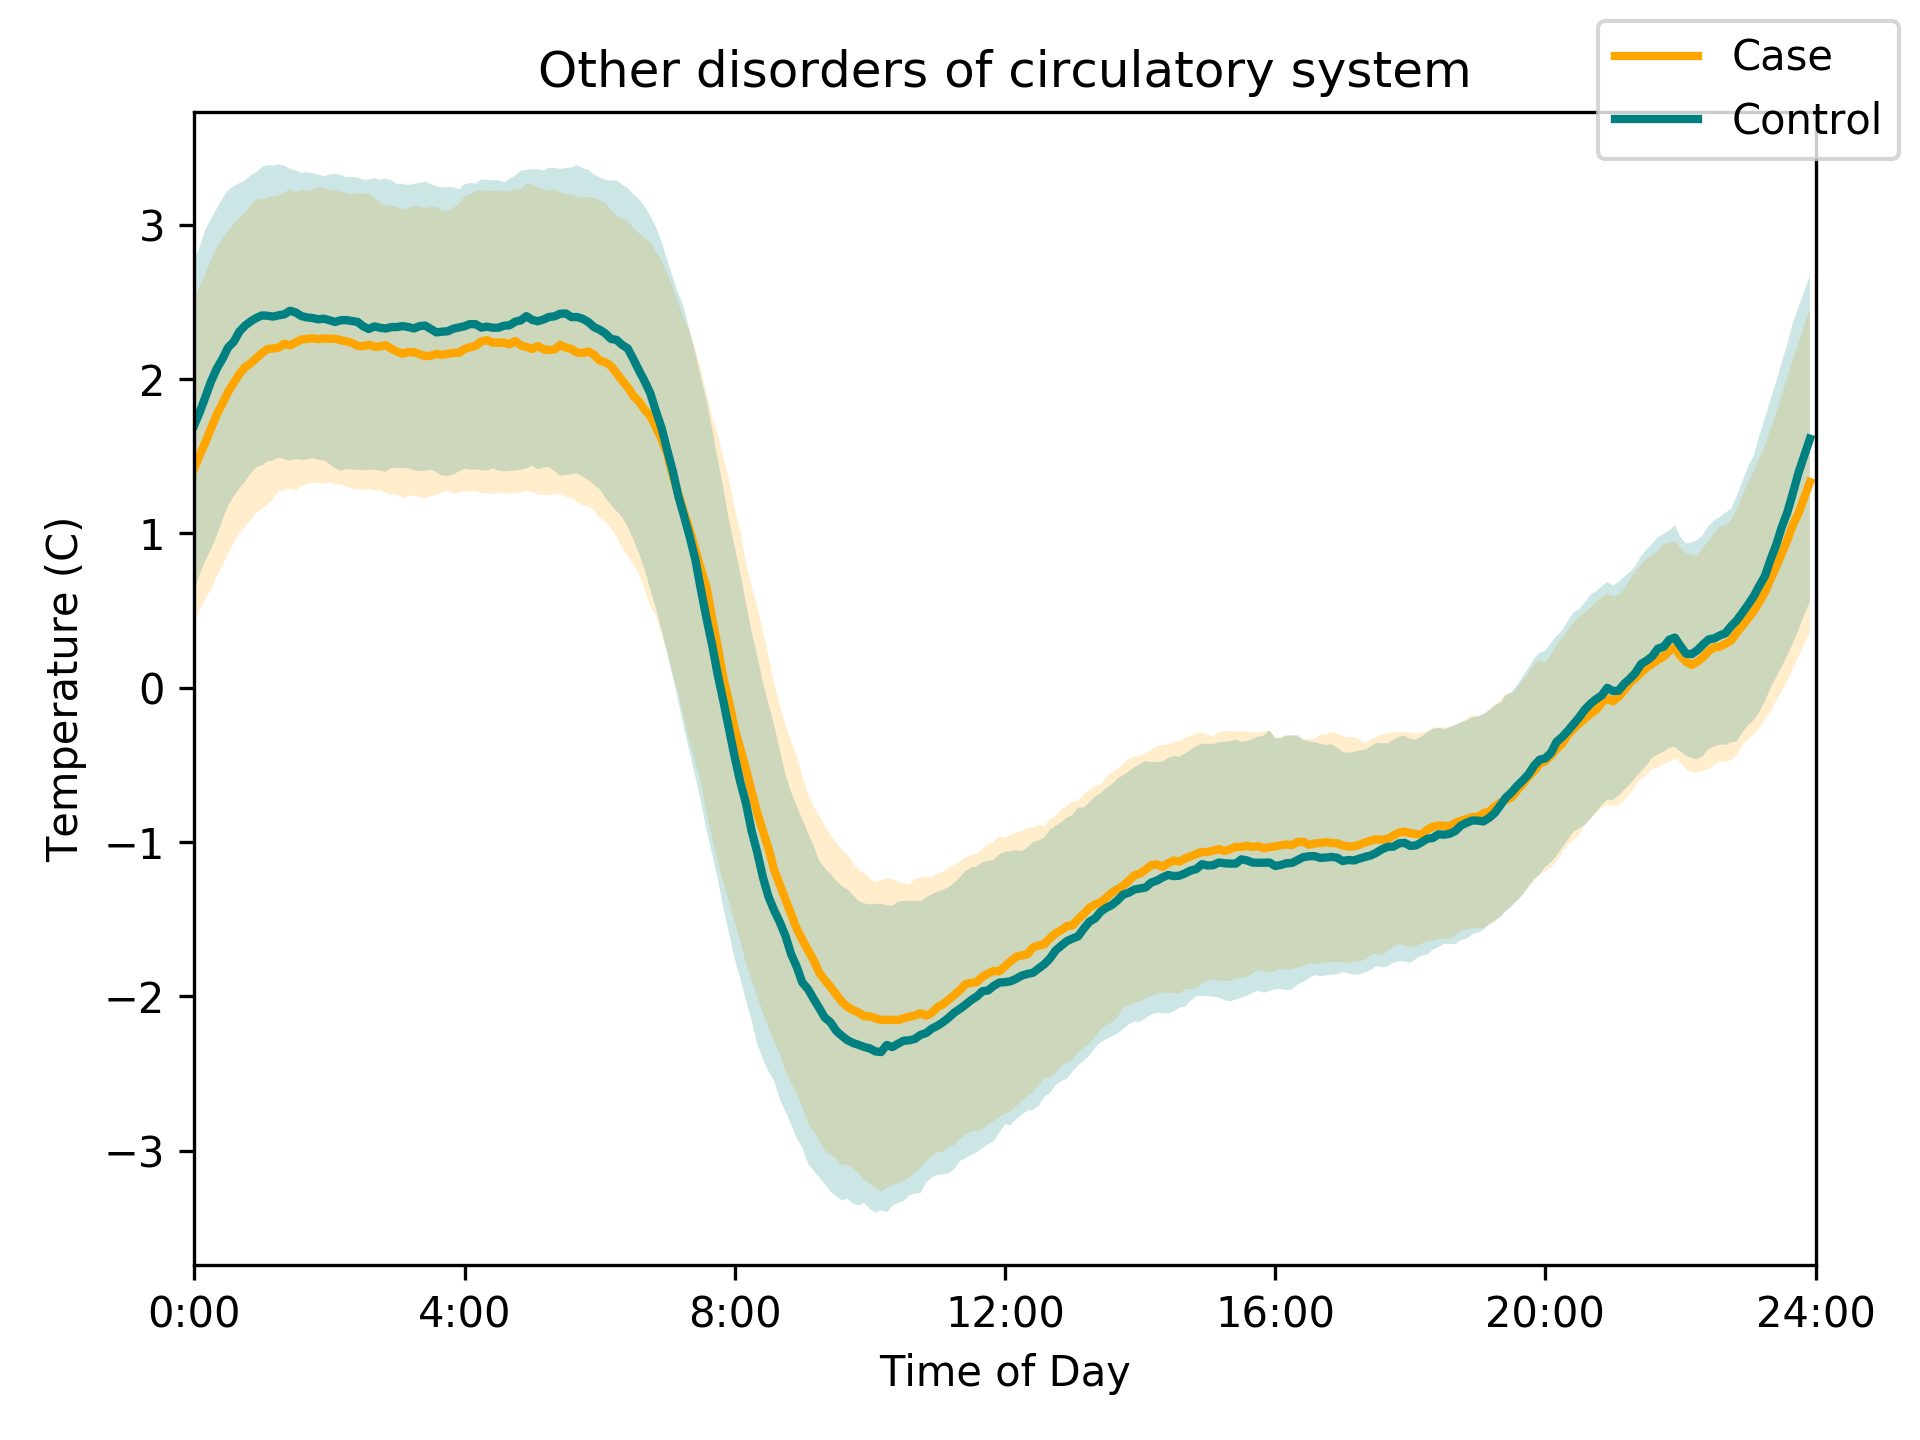 Other disorders of circulatory system
Case
Control
Temperature (C)
3
2
1
0
−1
−2
−3
0:00 4:00 8:00 12:00 16:00 20:00 24:00
Time of Day